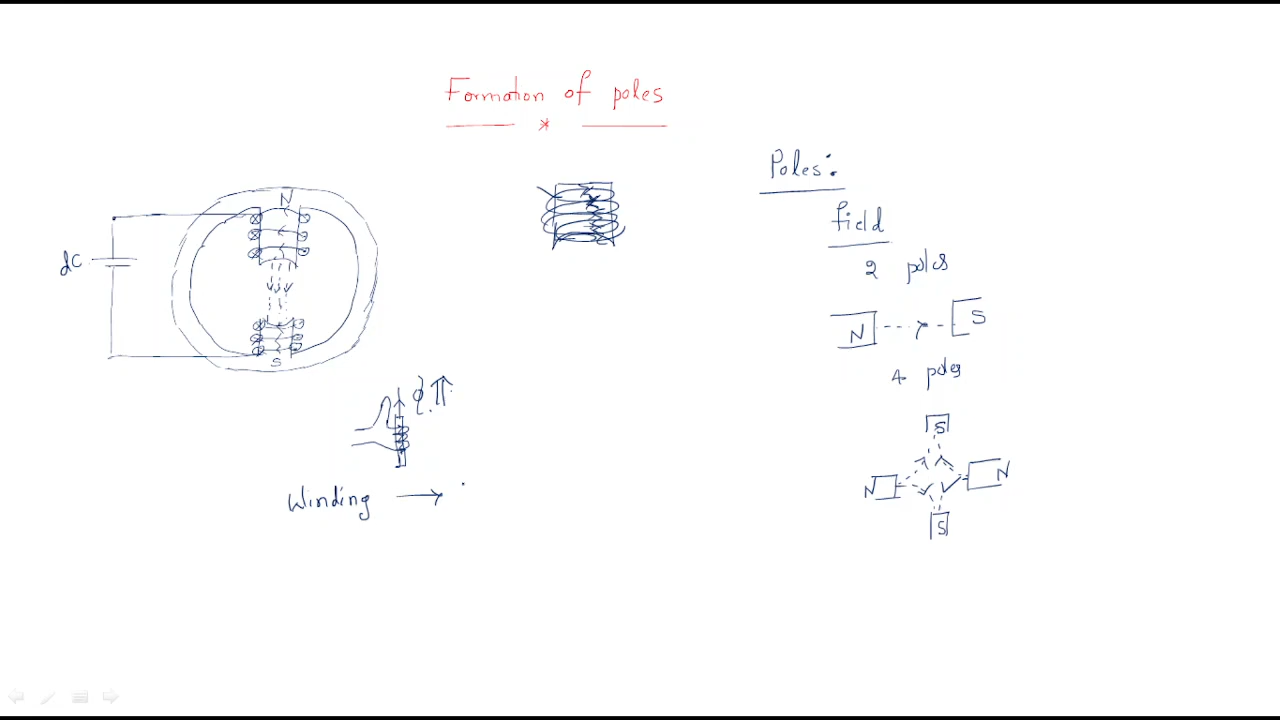 Formation of poles
Poles:
field
2 poles
N S
4 poles
S
N N
S
N
dc
S
φ
Winding →